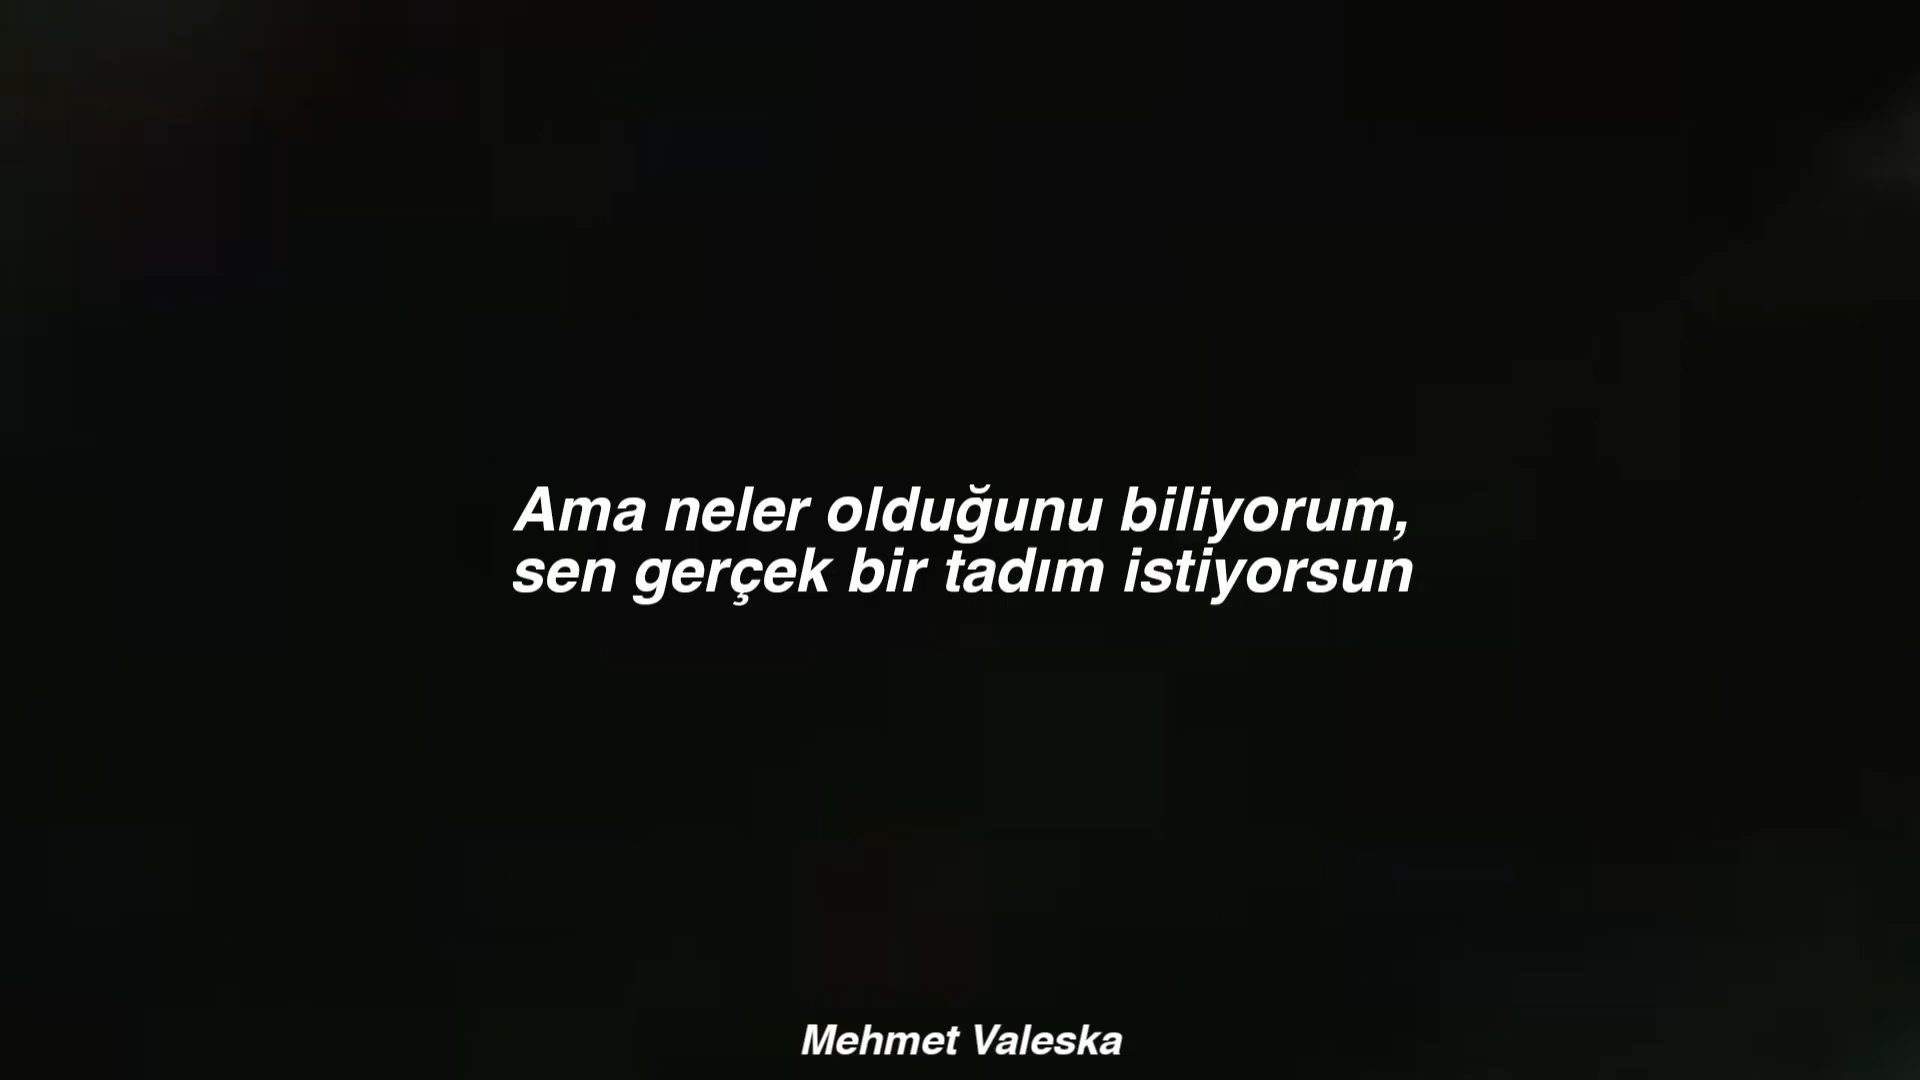 Ama neler olduğunu biliyorum,
sen gerçek bir tadım istiyorsun
Mehmet Valeska